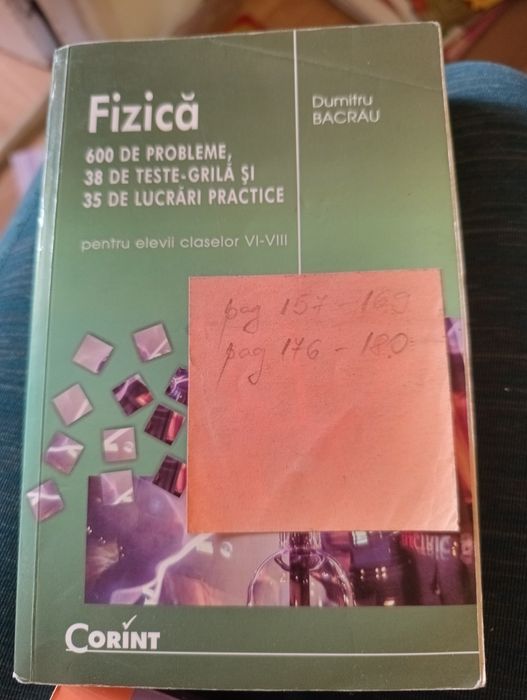 Fizică
600 DE PROBLEME,
38 DE TESTE-GRILĂ ȘI
35 DE LUCRĂRI PRACTICE
pentru elevii claselor VI-VIII
Dumitru
BACRĂU
pag 157 - 169
pag 176 - 180
CORINT